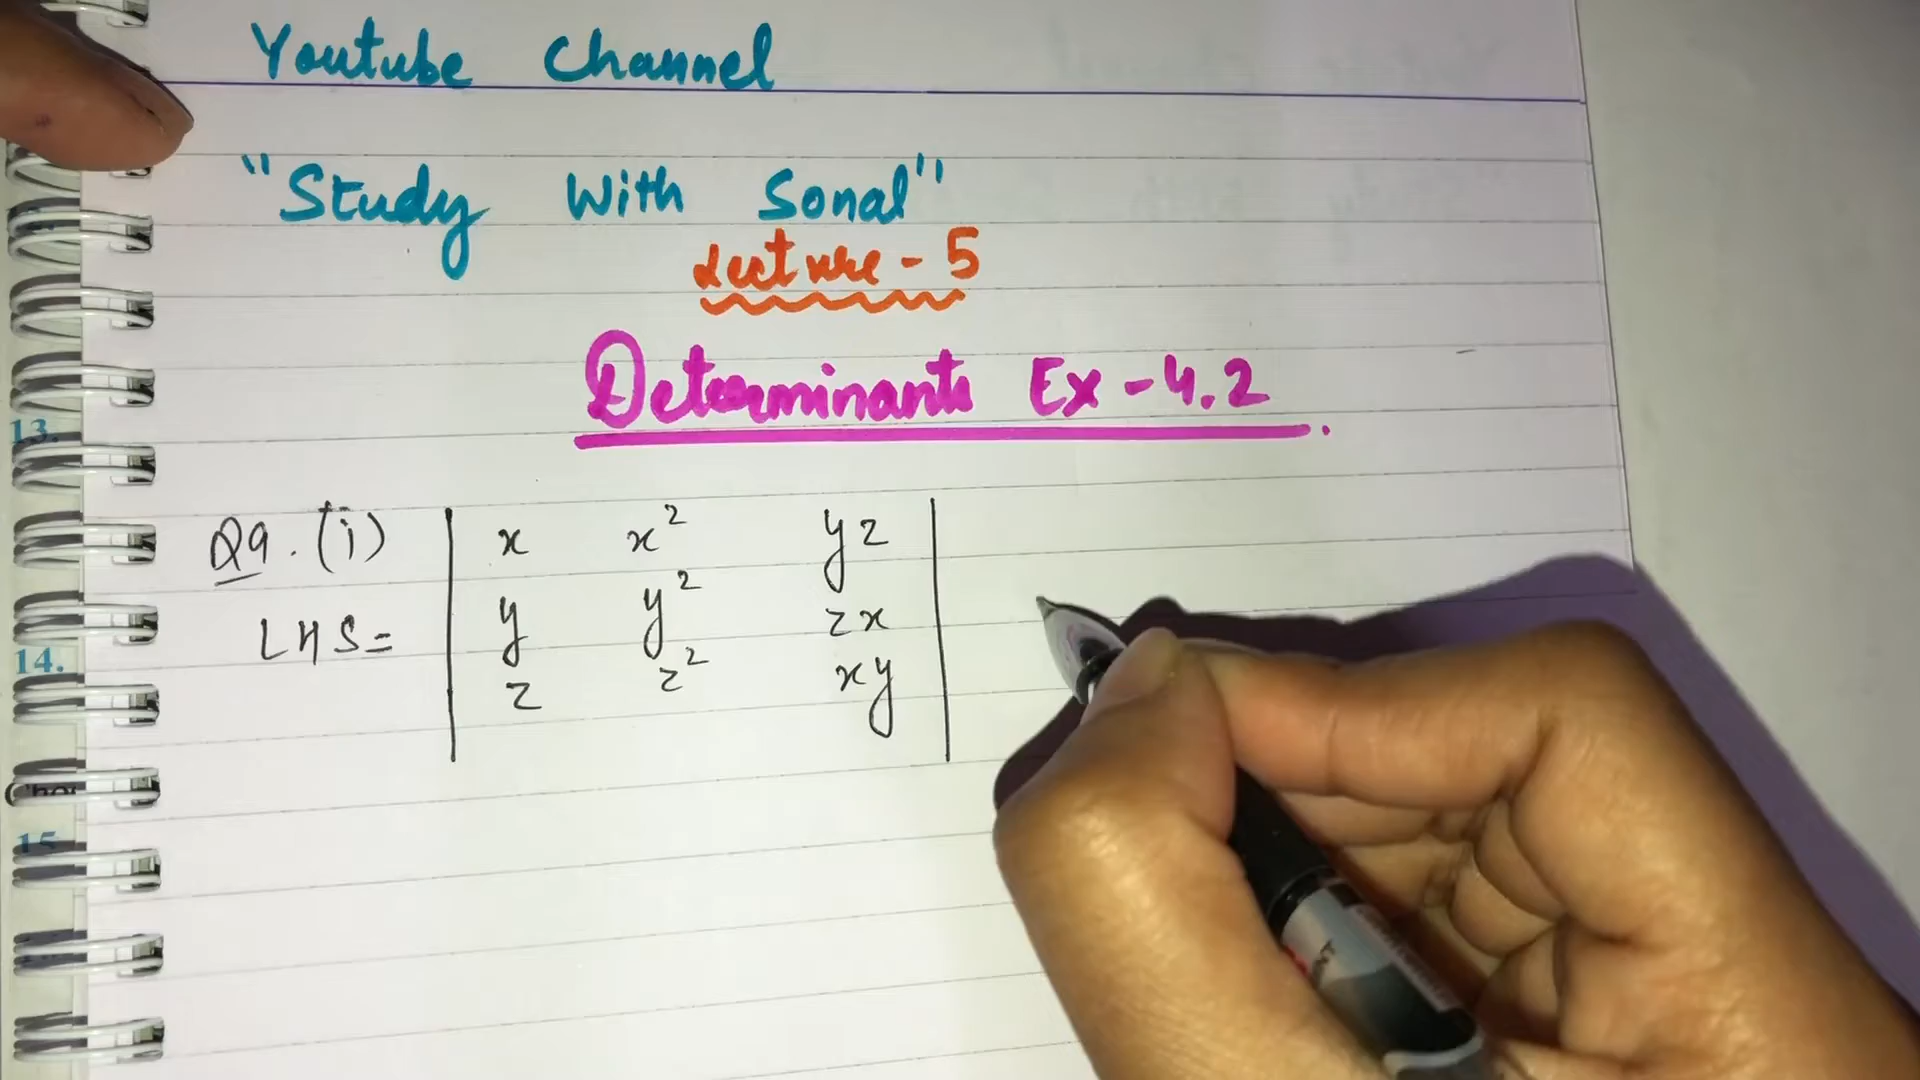 Youtube Channel
"Study With Sonal"
Lecture - 5
Determinants Ex - 4.2
Q9. (i) x x² yz
LHS = y y² zx
z z² xy
13.
14.
15.